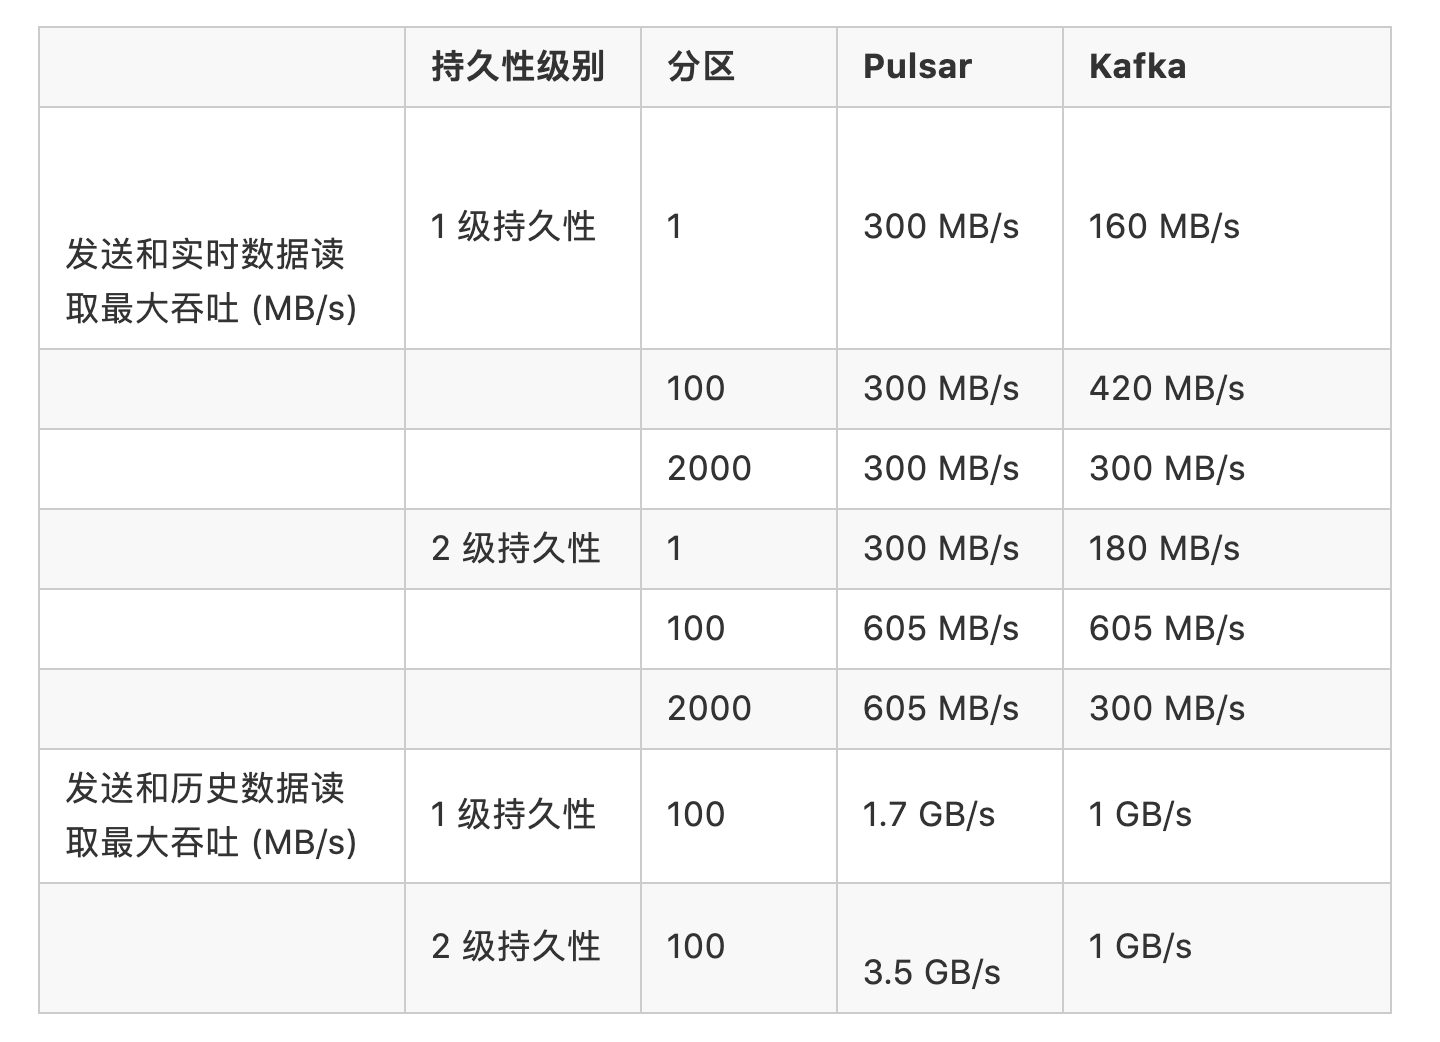 持久性级别 分区 Pulsar Kafka
发送和实时数据读
取最大吞吐 (MB/s)
1 级持久性 1 300 MB/s 160 MB/s
100 300 MB/s 420 MB/s
2000 300 MB/s 300 MB/s
2 级持久性 1 300 MB/s 180 MB/s
100 605 MB/s 605 MB/s
2000 605 MB/s 300 MB/s
发送和历史数据读
取最大吞吐 (MB/s)
1 级持久性 100 1.7 GB/s 1 GB/s
2 级持久性 100 3.5 GB/s 1 GB/s